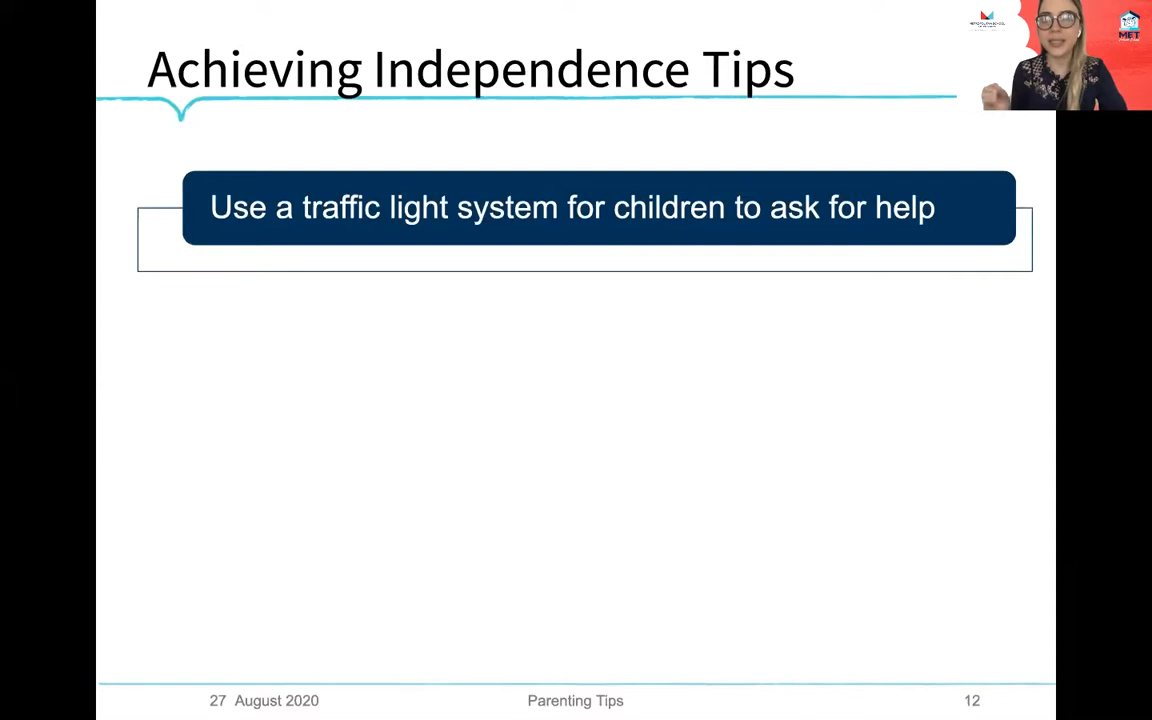 Achieving Independence Tips
MET
Use a traffic light system for children to ask for help
27 August 2020
Parenting Tips
12